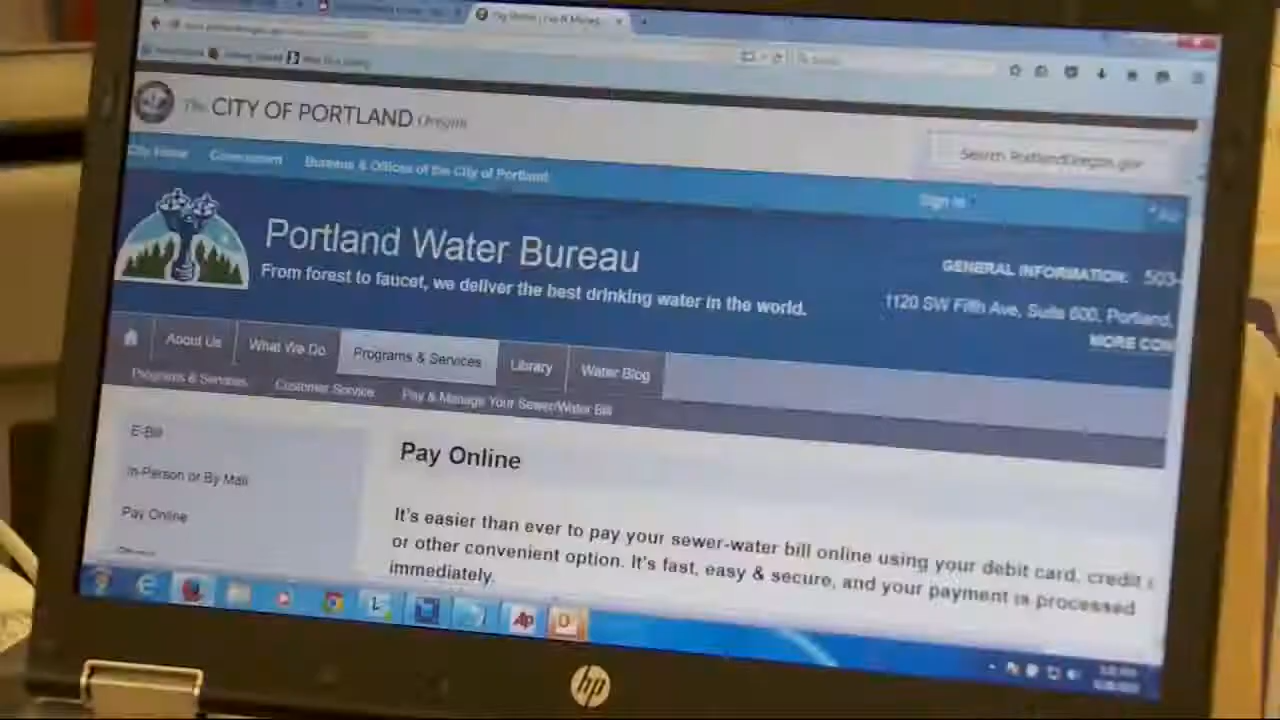 The CITY OF PORTLAND Oregon
Search PortlandOregon.gov
City Home Government Bureaus & Offices of the City of Portland
Sign In
Portland Water Bureau
From forest to faucet, we deliver the best drinking water in the world.
GENERAL INFORMATION: 503-
1120 SW Fifth Ave, Suite 600, Portland,
MORE CON
About Us What We Do Programs & Services Library Water Blog
Programs & Services Customer Service Pay & Manage Your Sewer/Water Bill
E-Bill
In-Person or By Mail
Pay Online
Pay Online
It's easier than ever to pay your sewer-water bill online using your debit card, credit
or other convenient option. It's fast, easy & secure, and your payment is processed
immediately.
Ap
hp